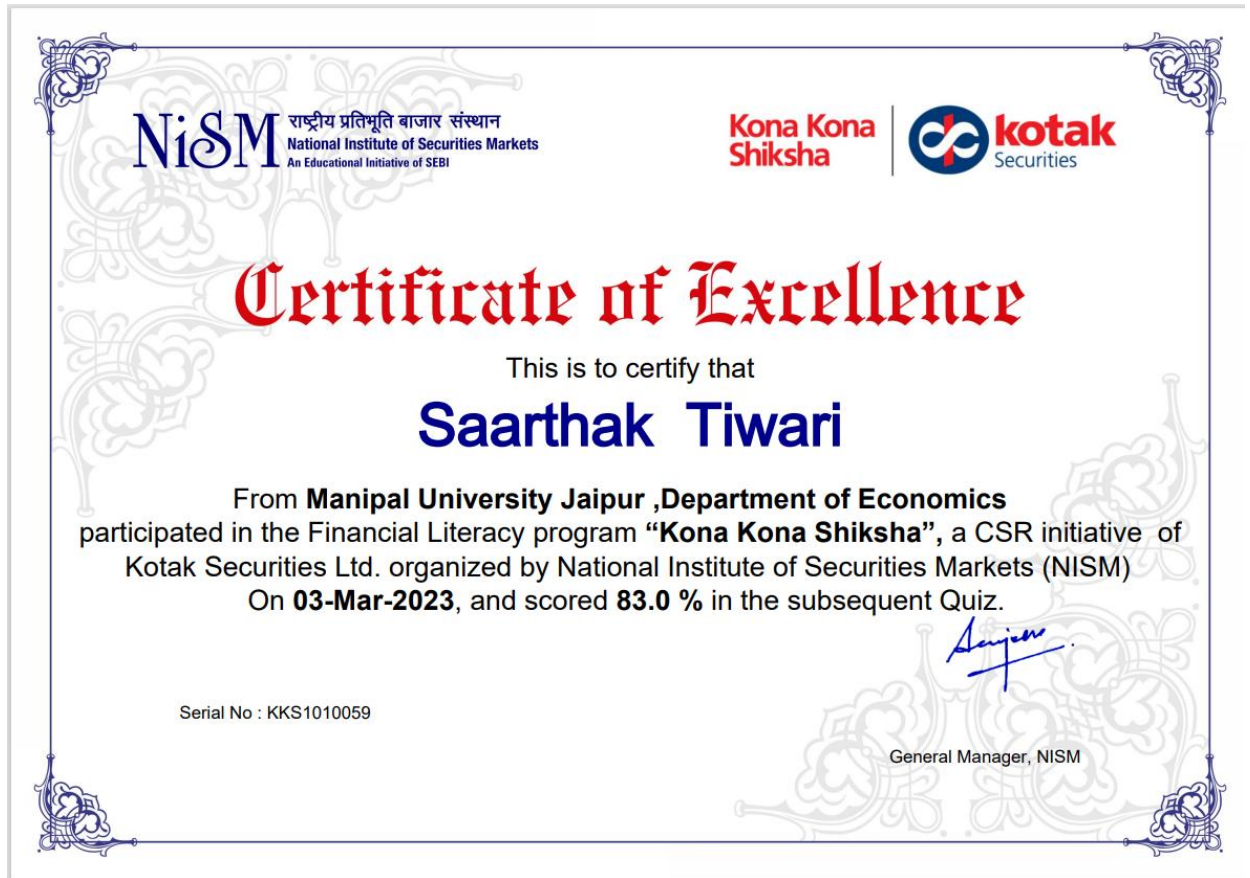 NiSM
राष्ट्रीय प्रतिभूति बाजार संस्थान
National Institute of Securities Markets
An Educational Initiative of SEBI
Kona Kona
Shiksha
kotak
Securities
Certificate of Excellence
This is to certify that
Saarthak Tiwari
From Manipal University Jaipur ,Department of Economics
participated in the Financial Literacy program “Kona Kona Shiksha”, a CSR initiative of
Kotak Securities Ltd. organized by National Institute of Securities Markets (NISM)
On 03-Mar-2023, and scored 83.0 % in the subsequent Quiz.
Serial No : KKS1010059
General Manager, NISM